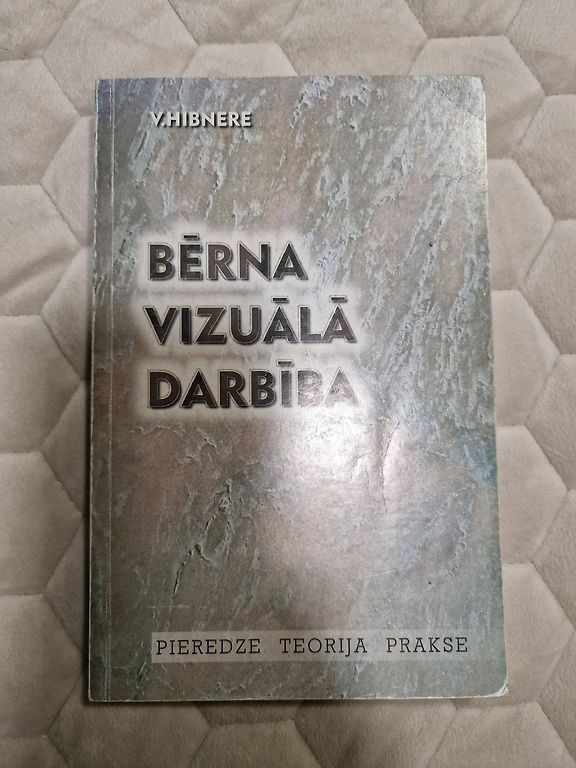 V.HIBNERE
BĒRNA
VIZUĀLĀ
DARBĪBA
PIEREDZE TEORIJA PRAKSE